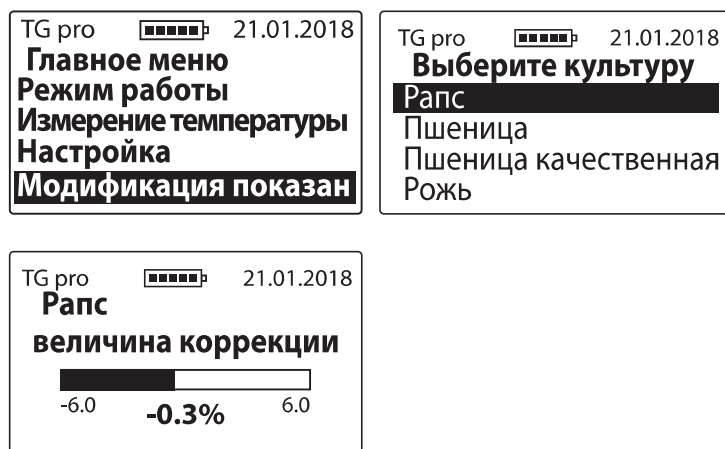 TG pro 21.01.2018
Главное меню
Режим работы
Измерение температуры
Настройка
Модификация показан
TG pro 21.01.2018
Выберите культуру
Рапс
Пшеница
Пшеница качественная
Рожь
TG pro 21.01.2018
Рапс
величина коррекции
-6.0 -0.3% 6.0